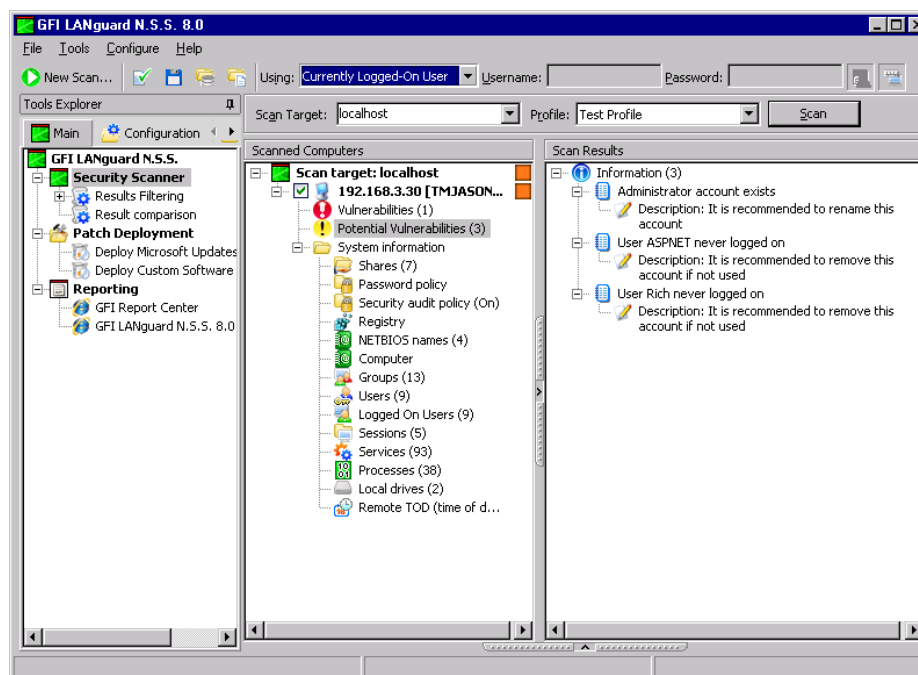 GFI LANguard N.S.S. 8.0
File Tools Configure Help
New Scan... Using: Currently Logged-On User Username: Password:
Tools Explorer
Main Configuration
GFI LANguard N.S.S.
Security Scanner
Results Filtering
Result comparison
Patch Deployment
Deploy Microsoft Updates
Deploy Custom Software
Reporting
GFI Report Center
GFI LANguard N.S.S. 8.0
Scan Target: localhost Profile: Test Profile Scan
Scanned Computers
Scan target: localhost
192.168.3.30 [TMJASON...
Vulnerabilities (1)
Potential Vulnerabilities (3)
System information
Shares (7)
Password policy
Security audit policy (On)
Registry
NETBIOS names (4)
Computer
Groups (13)
Users (9)
Logged On Users (9)
Sessions (5)
Services (93)
Processes (38)
Local drives (2)
Remote TOD (time of d...
Scan Results
Information (3)
Administrator account exists
Description: It is recommended to rename this
account
User ASPNET never logged on
Description: It is recommended to remove this
account if not used
User Rich never logged on
Description: It is recommended to remove this
account if not used